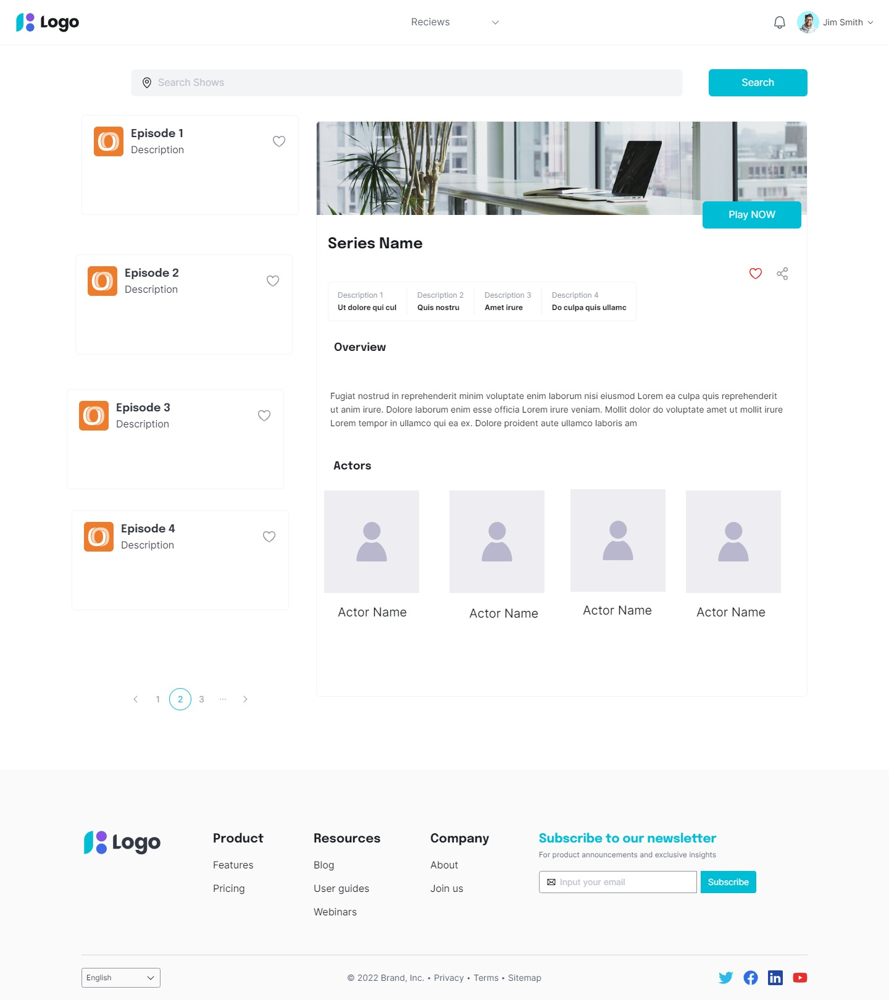 Logo
Reciews
Jim Smith
Search Shows
Search
Episode 1
Description
Episode 2
Description
Episode 3
Description
Episode 4
Description
1
2
3
...
Play NOW
Series Name
Description 1
Ut dolore qui cul
Description 2
Quis nostru
Description 3
Amet irure
Description 4
Do culpa quis ullamc
Overview
Fugiat nostrud in reprehenderit minim voluptate enim laborum nisi eiusmod Lorem ea culpa quis reprehenderit
ut anim irure. Dolore laborum enim esse officia Lorem irure veniam. Mollit dolor do voluptate amet ut mollit irure
Lorem tempor in ullamco qui ea ex. Dolore proident aute ullamco laboris am
Actors
Actor Name
Actor Name
Actor Name
Actor Name
Logo
Product
Features
Pricing
Resources
Blog
User guides
Webinars
Company
About
Join us
Subscribe to our newsletter
For product announcements and exclusive insights
Input your email
Subscribe
English
© 2022 Brand, Inc. • Privacy • Terms • Sitemap